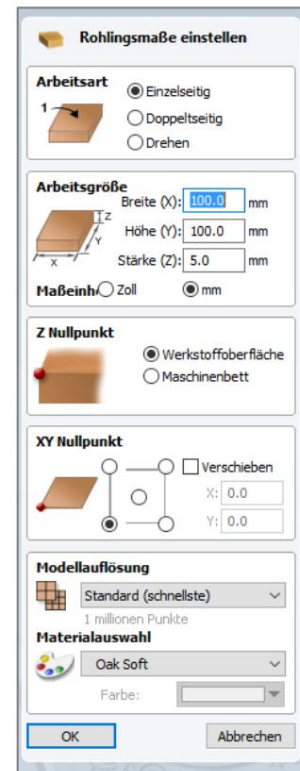 Rohlingsmaße einstellen
Arbeitsart
1
Einzelseitig
Doppeltseitig
Drehen
Arbeitsgröße
Breite (X): 100.0 mm
Z
Y
X
Höhe (Y): 100.0 mm
Stärke (Z): 5.0 mm
Maßeinh Zoll mm
Z Nullpunkt
Werkstoffoberfläche
Maschinenbett
XY Nullpunkt
Verschieben
X: 0.0
Y: 0.0
Modellauflösung
Standard (schnellste)
1 millionen Punkte
Materialauswahl
Oak Soft
Farbe:
OK Abbrechen